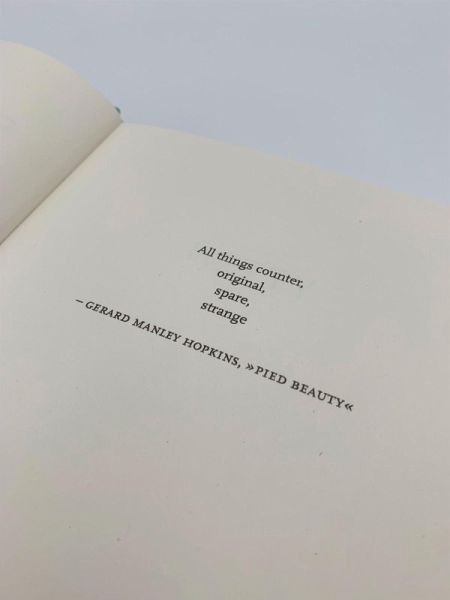 All things counter,
original,
spare,
strange
– GERARD MANLEY HOPKINS, »PIED BEAUTY«